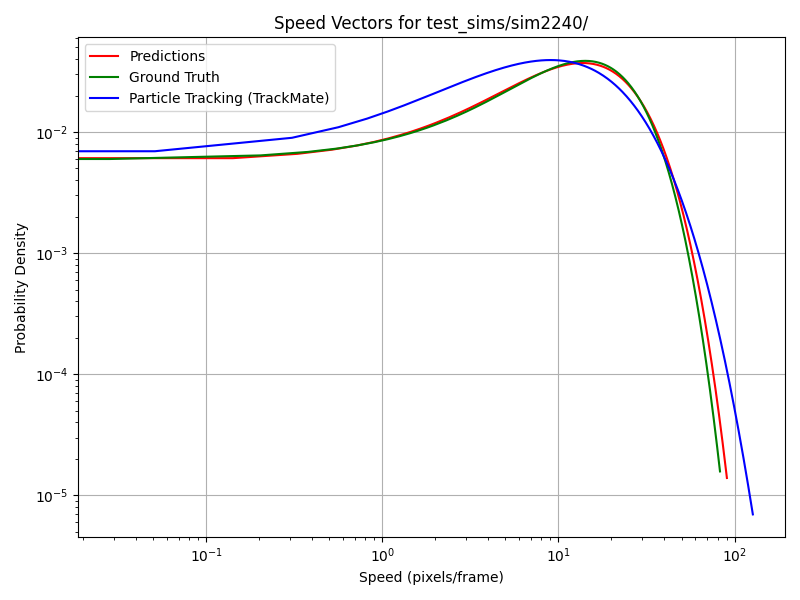 Speed Vectors for test_sims/sim2240/
Predictions
Ground Truth
Particle Tracking (TrackMate)
Probability Density
10⁻²
10⁻³
10⁻⁴
10⁻⁵
10⁻¹ 10⁰ 10¹ 10²
Speed (pixels/frame)